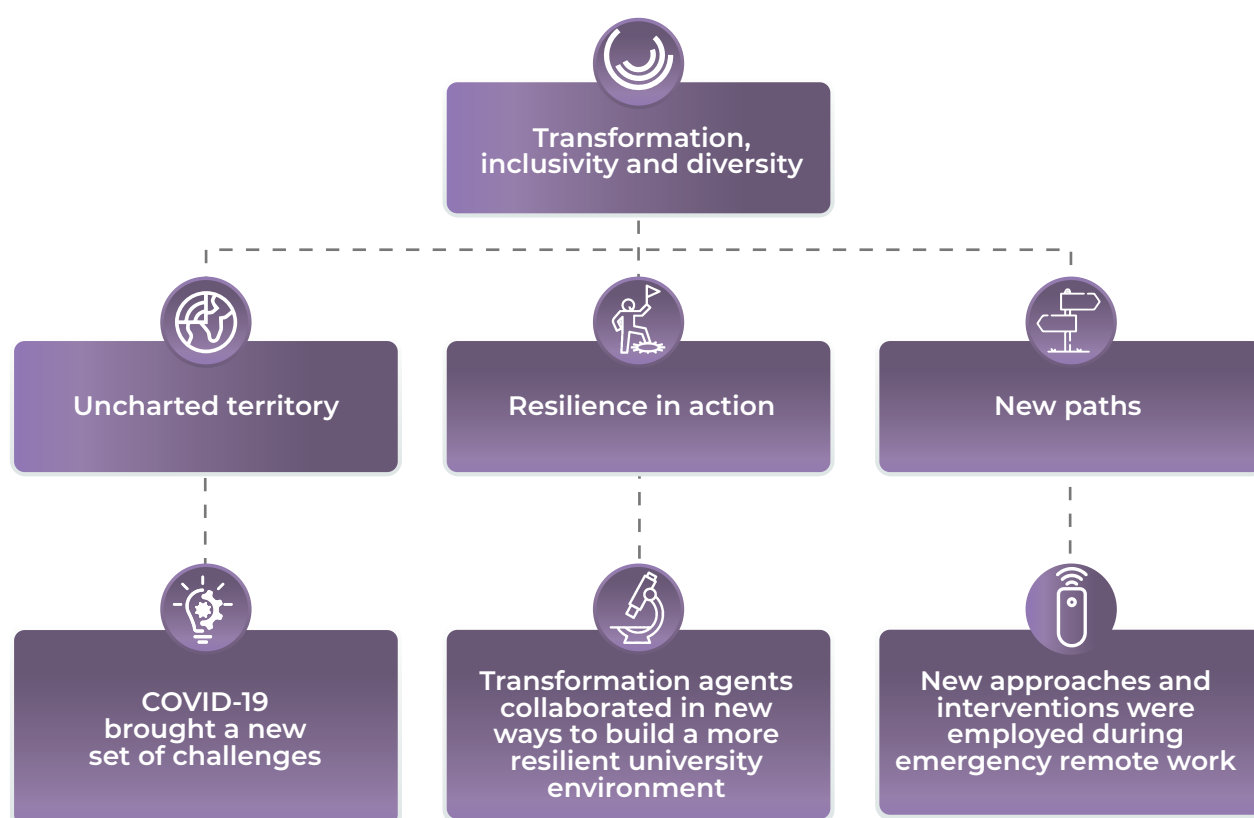 Transformation,
inclusivity and diversity
Uncharted territory
Resilience in action
New paths
COVID-19
brought a new
set of challenges
Transformation agents
collaborated in new
ways to build a more
resilient university
environment
New approaches and
interventions were
employed during
emergency remote work